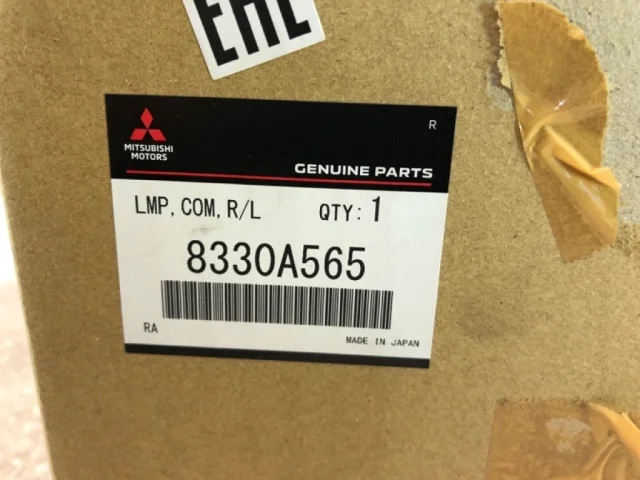 EAC
R
MITSUBISHI
MOTORS
GENUINE PARTS
LMP, COM, R/L QTY: 1
8330A565
RA
MADE IN JAPAN